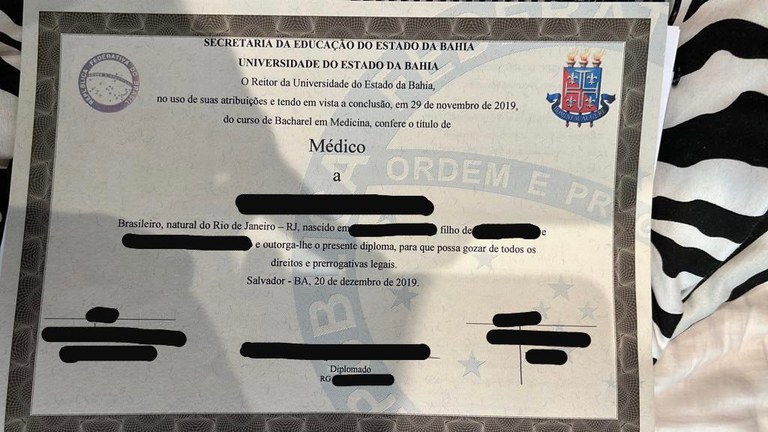 SECRETARIA DA EDUCAÇÃO DO ESTADO DA BAHIA
UNIVERSIDADE DO ESTADO DA BAHIA
O Reitor da Universidade do Estado da Bahia,
no uso de suas atribuições e tendo em vista a conclusão, em 29 de novembro de 2019,
do curso de Bacharel em Medicina, confere o título de
Médico
a
ORDEM E PR
Brasileiro, natural do Rio de Janeiro – RJ, nascido em filho de e
e outorga-lhe o presente diploma, para que possa gozar de todos os
direitos e prerrogativas legais.
Salvador - BA, 20 de dezembro de 2019.
Diplomado
RG